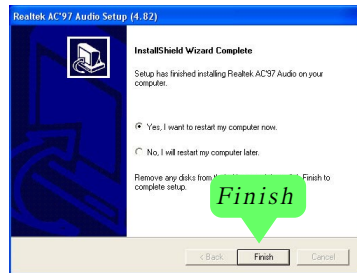 Realtek AC'97 Audio Setup (4.82)
InstallShield Wizard Complete
Setup has finished installing Realtek AC'97 Audio on your
computer.
Yes, I want to restart my computer now.
No, I will restart my computer later.
Remove any disks from Finish to
complete setup.
Finish
< Back
Finish
Cancel